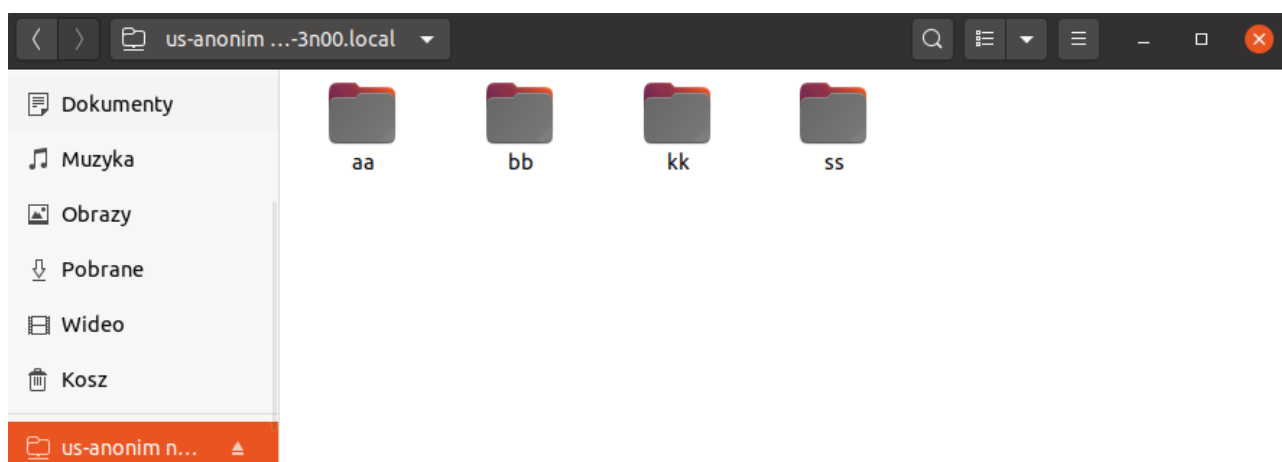 us-anonim ...-3n00.local
Dokumenty
Muzyka
Obrazy
Pobrane
Wideo
Kosz
us-anonim n...
aa bb kk ss